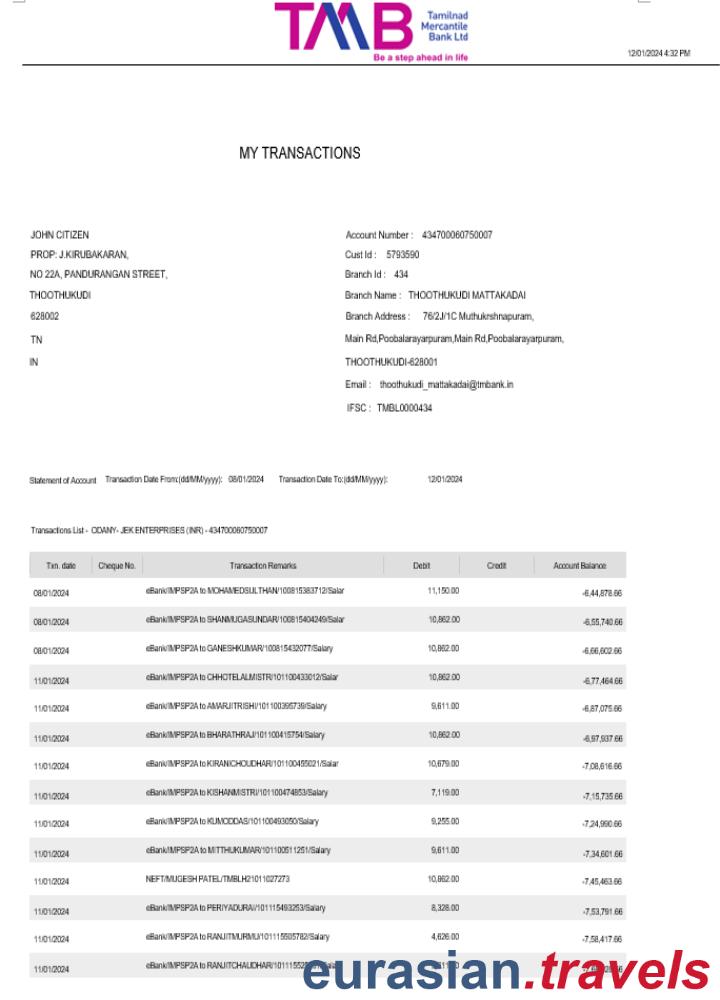 TMB Tamilnad
Mercantile
Bank Ltd
Be a step ahead in life
12/01/2024 4:32 PM
MY TRANSACTIONS
JOHN CITIZEN
PROP: J.KIRUBAKARAN,
NO 22A, PANDURANGAN STREET,
THOOTHUKUDI
628002
TN
IN
Account Number : 434700060750007
Cust Id : 5793590
Branch Id : 434
Branch Name : THOOTHUKUDI MATTAKADAI
Branch Address : 76/2J/1C Muthukrshnapuram,
Main Rd,Poobalarayarpuram,Main Rd,Poobalarayarpuram,
THOOTHUKUDI-628001
Email : thoothukudi_mattakadai@tmbank.in
IFSC : TMBL0000434
Statement of Account Transaction Date From:(dd/MM/yyyy): 08/01/2024 Transaction Date To:(dd/MM/yyyy): 12/01/2024
Transactions List - ODANY- JEK ENTERPRISES (INR) - 434700060750007
Txn. date Cheque No. Transaction Remarks Debit Credit Account Balance
08/01/2024 eBank/IMPSP2A to MOHAMEDSULTHAN/100815383712/Salar 11,150.00 -6,44,878.66
08/01/2024 eBank/IMPSP2A to SHANMUGASUNDAR/100815404249/Salar 10,862.00 -6,55,740.66
08/01/2024 eBank/IMPSP2A to GANESHKUMAR/100815432077/Salary 10,862.00 -6,66,602.66
11/01/2024 eBank/IMPSP2A to CHHOTELALMISTR/101100433012/Salar 10,862.00 -6,77,464.66
11/01/2024 eBank/IMPSP2A to AMARJITRISHI/101100395739/Salary 9,611.00 -6,87,075.66
11/01/2024 eBank/IMPSP2A to BHARATHRAJ/101100415754/Salary 10,862.00 -6,97,937.66
11/01/2024 eBank/IMPSP2A to KIRANICHOUDHAR/101100455021/Salar 10,679.00 -7,08,616.66
11/01/2024 eBank/IMPSP2A to KISHANMISTRI/101100474853/Salary 7,119.00 -7,15,735.66
11/01/2024 eBank/IMPSP2A to KUMODDAS/101100493050/Salary 9,255.00 -7,24,990.66
11/01/2024 eBank/IMPSP2A to MITTHUKUMAR/101100511251/Salary 9,611.00 -7,34,601.66
11/01/2024 NEFT/MUGESH PATEL/TMBLH21011027273 10,862.00 -7,45,463.66
11/01/2024 eBank/IMPSP2A to PERIYADURAI/101115493253/Salary 8,328.00 -7,53,791.66
11/01/2024 eBank/IMPSP2A to RANJITMURMU/101115505782/Salary 4,626.00 -7,58,417.66
11/01/2024 eBank/IMPSP2A to
eurasian.travels